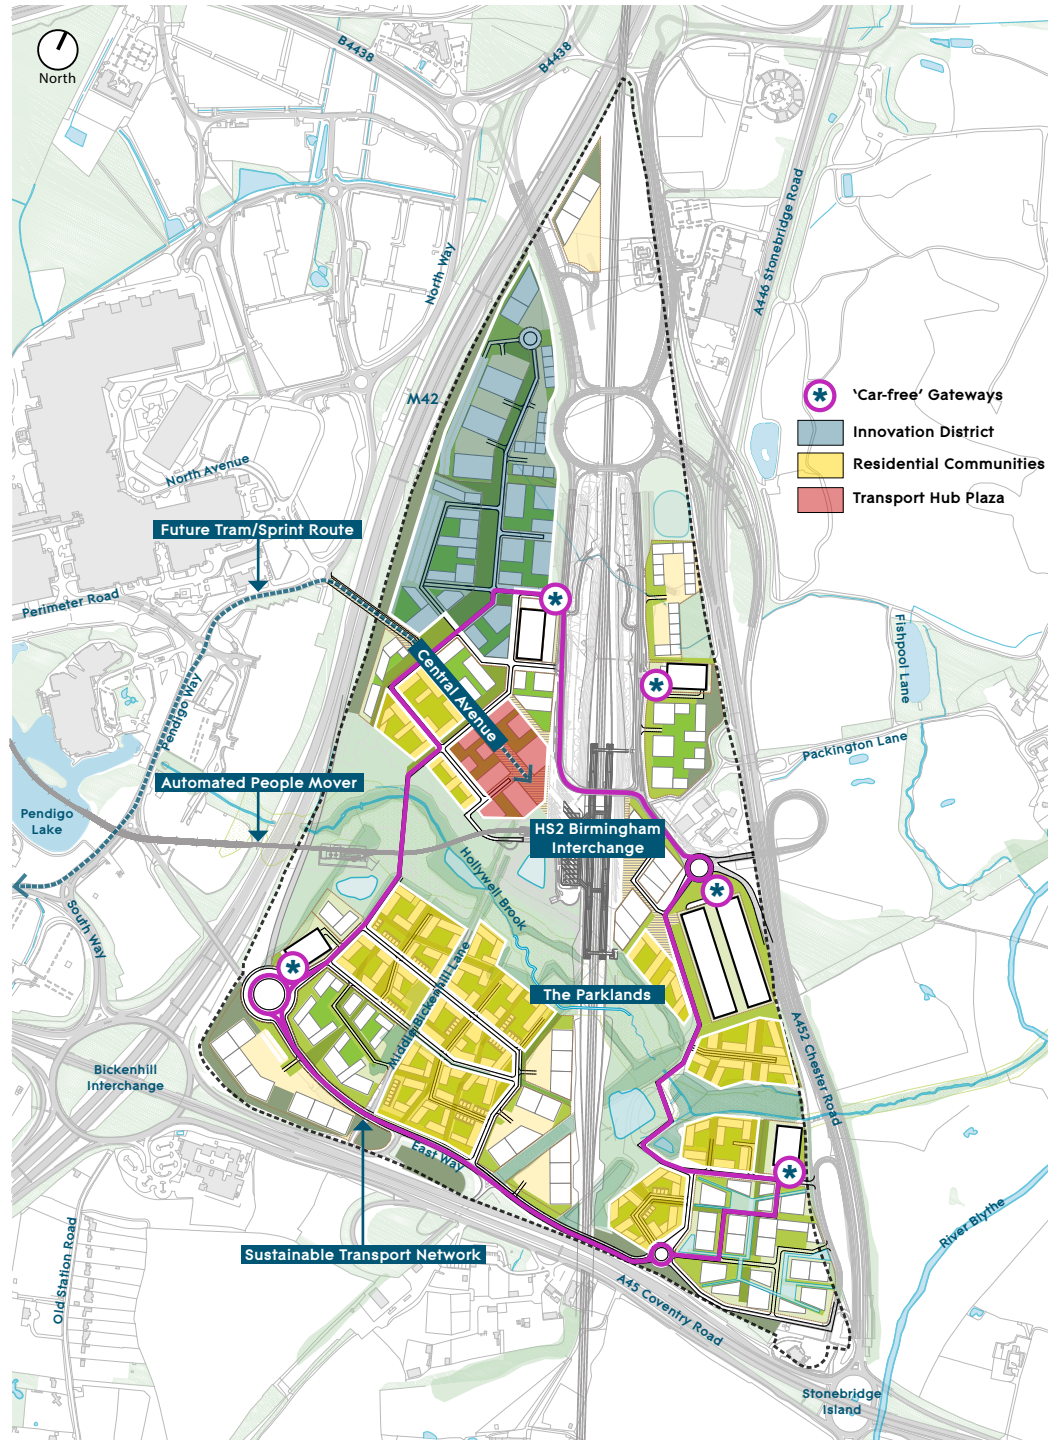 North
B4438
B4438
A446 Stonebridge Road
North Way
'Car-free' Gateways
M42
Innovation District
Residential Communities
North Avenue
Transport Hub Plaza
Future Tram/Sprint Route
Perimeter Road
Central Avenue
Fishpool Lane
Pendigo Way
Packington Lane
Automated People Mover
Pendigo
Lake
HS2 Birmingham
Interchange
Hollywell Brook
South Way
Middle Bickenhill Lane
The Parklands
A452 Chester Road
Bickenhill
Interchange
East Way
River Blythe
Old Station Road
Sustainable Transport Network
A45 Coventry Road
Stonebridge
Island